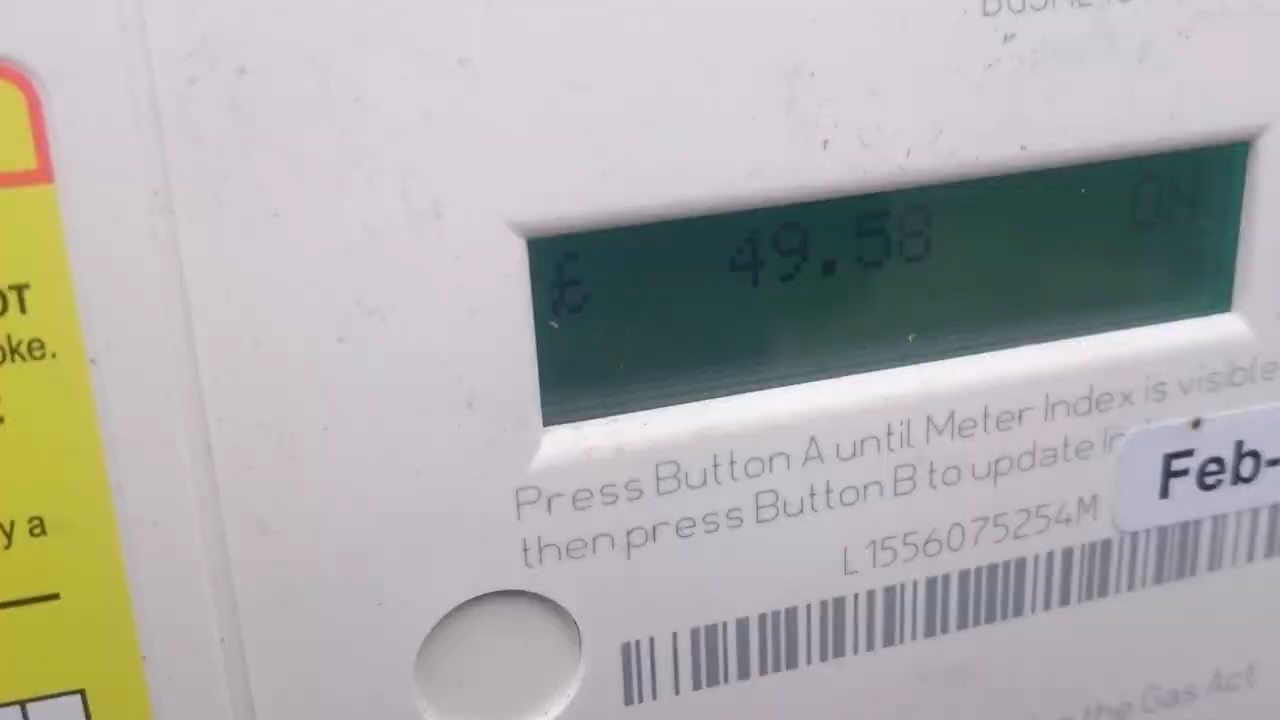 £ 49.58 ON
Press Button A until Meter Index is visible
then press Button B to update
Feb-
L1556075254M
OT
oke.
y a
the Gas Act